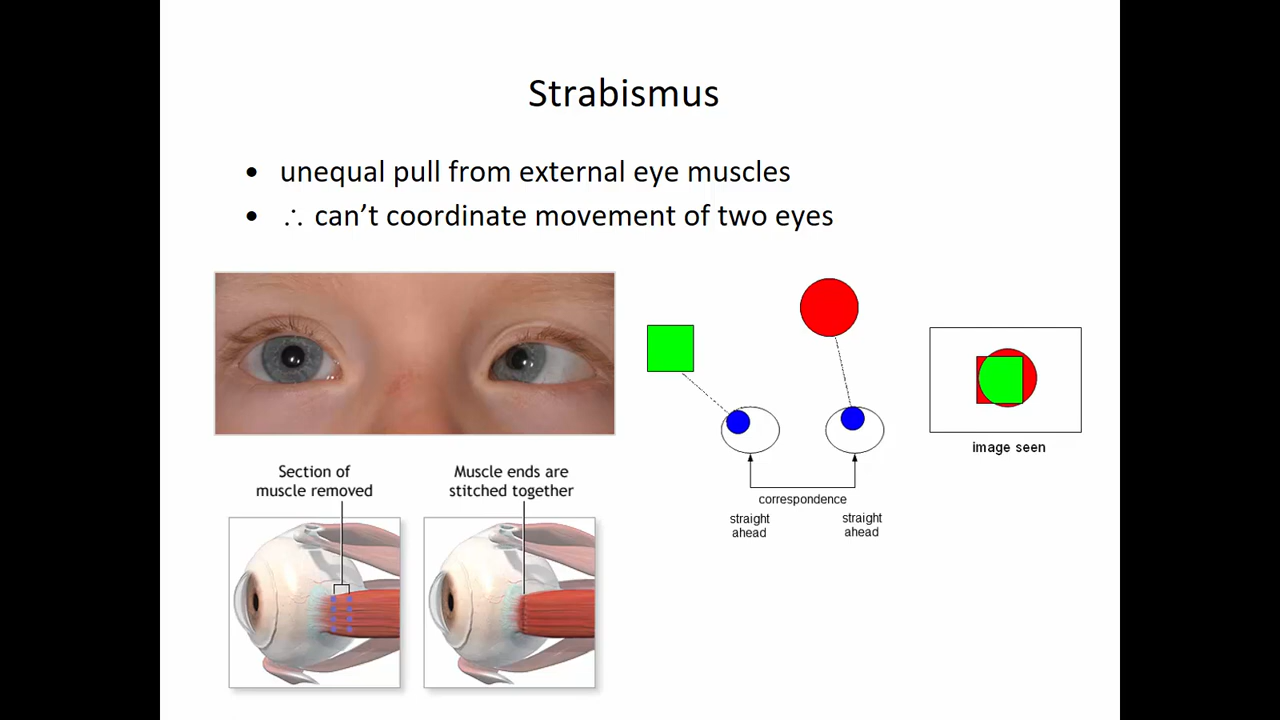 Strabismus
• unequal pull from external eye muscles
• ∴ can’t coordinate movement of two eyes
Section of
muscle removed
Muscle ends are
stitched together
correspondence
straight
ahead
straight
ahead
image seen